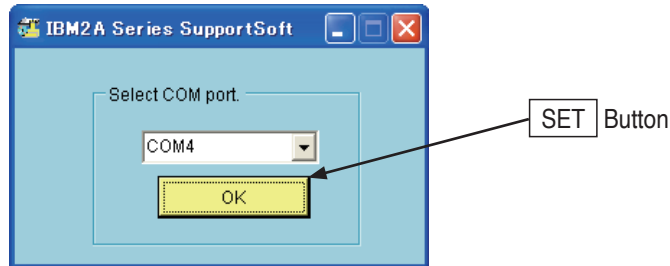 IBM2A Series SupportSoft
Select COM port.
COM4
SET Button
OK